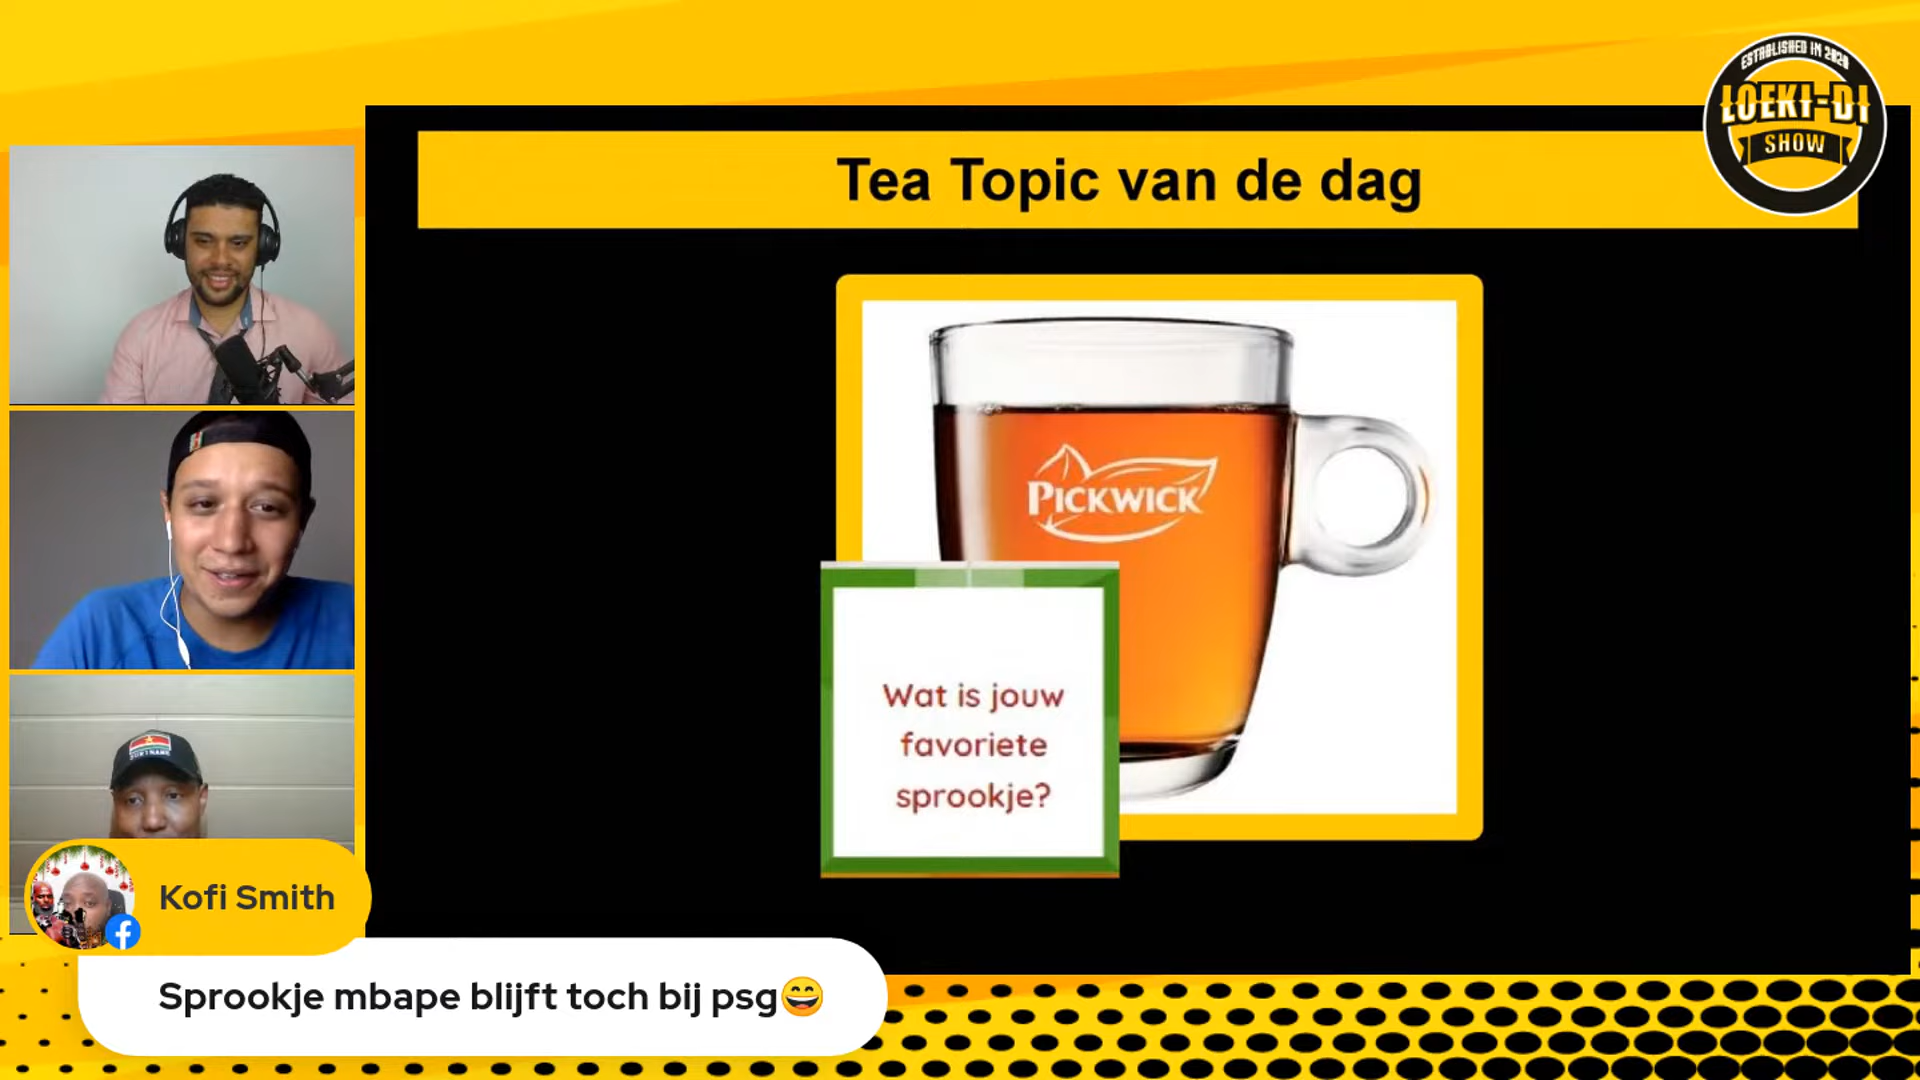 ESTABLISHED IN 2020
LOEKI-DI
SHOW
Tea Topic van de dag
PICKWICK
Wat is jouw
favoriete
sprookje?
SURINAME
Kofi Smith
Sprookje mbape blijft toch bij psg😄